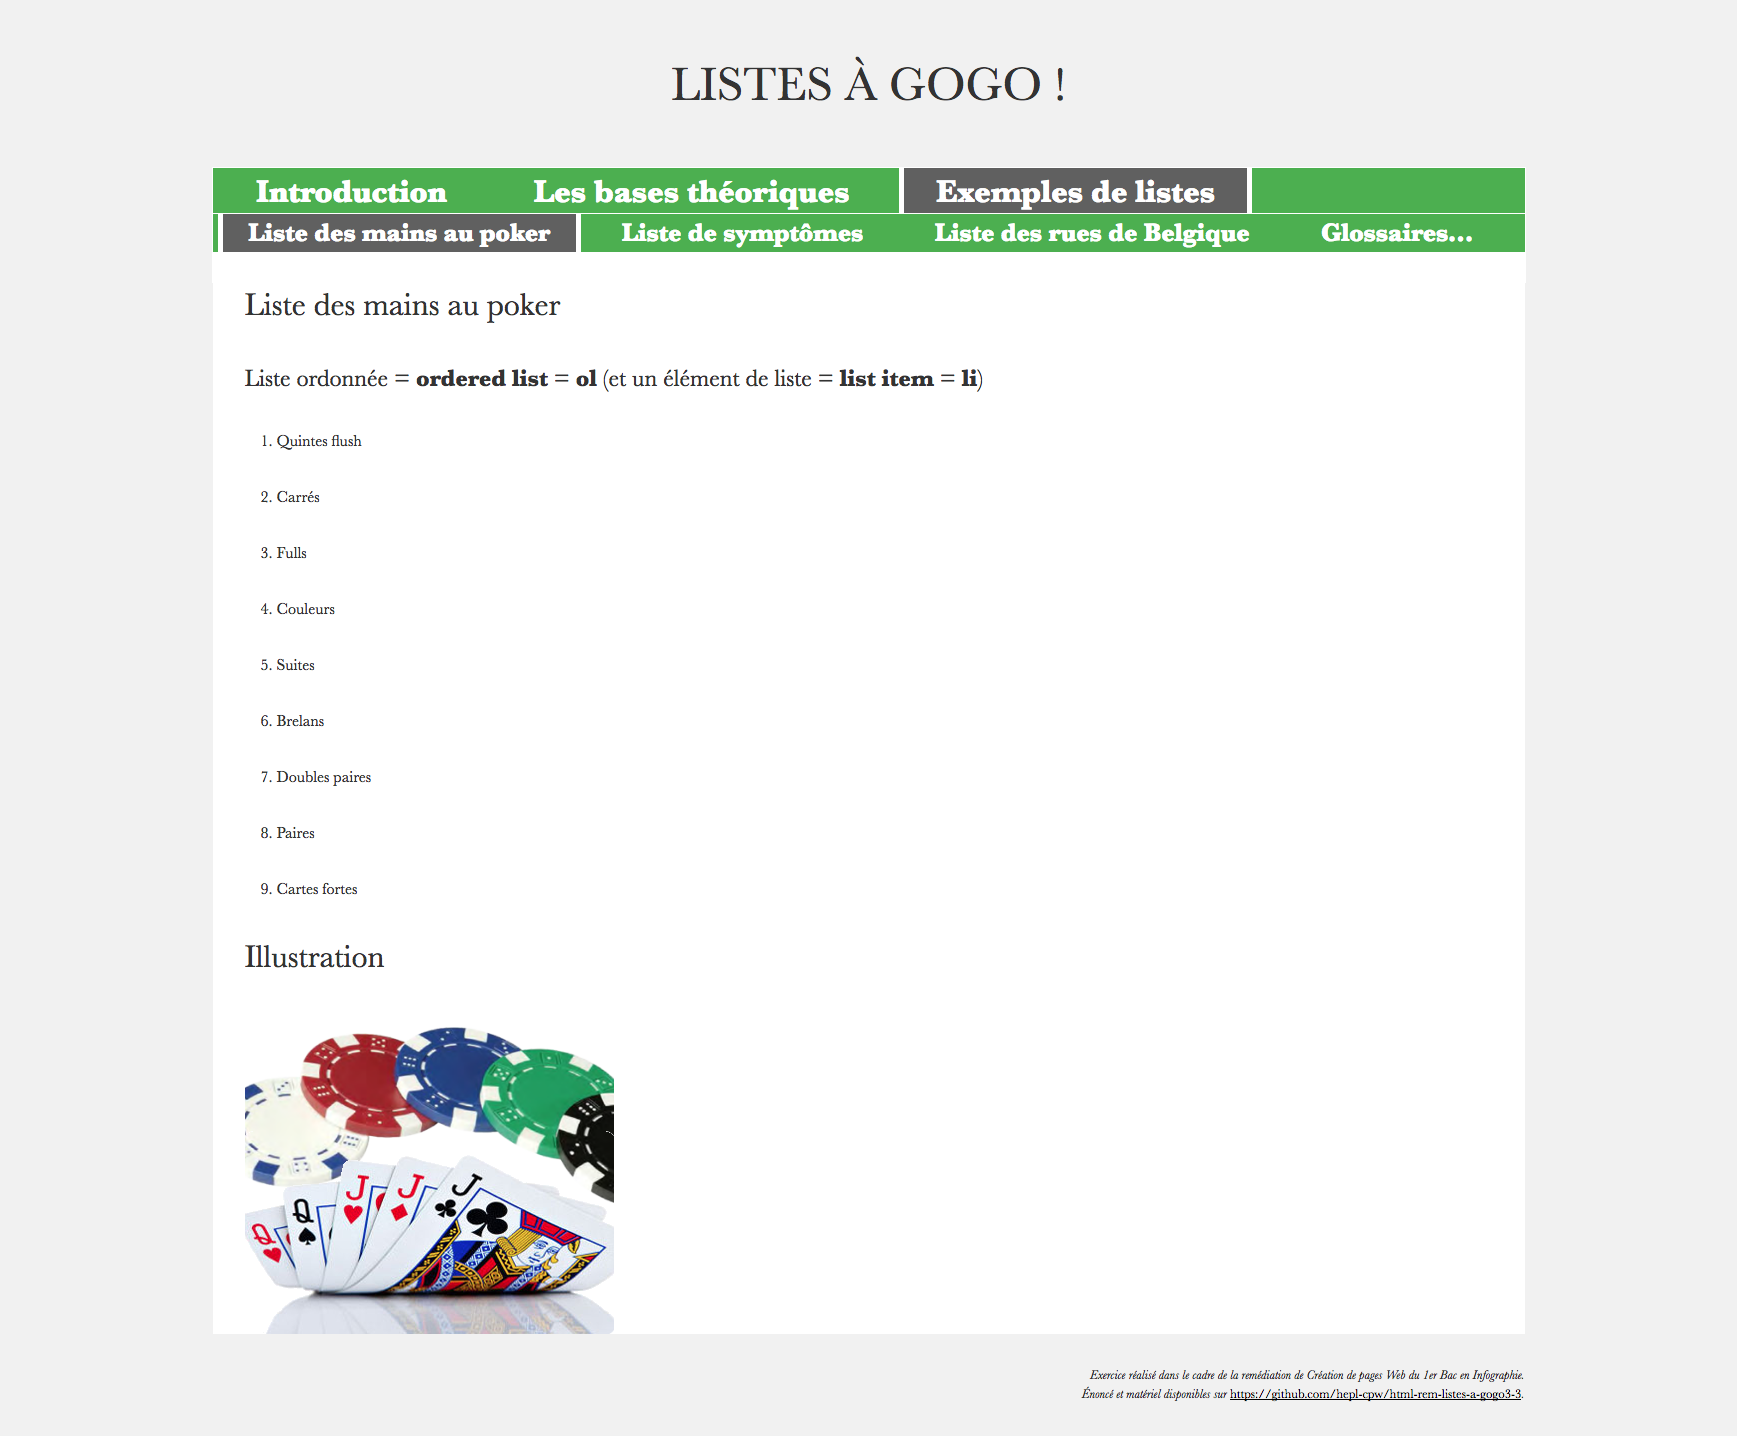 LISTES À GOGO !
Introduction Les bases théoriques Exemples de listes
Liste des mains au poker Liste de symptômes Liste des rues de Belgique Glossaires...
Liste des mains au poker
Liste ordonnée = ordered list = ol (et un élément de liste = list item = li)
1. Quintes flush
2. Carrés
3. Fulls
4. Couleurs
5. Suites
6. Brelans
7. Doubles paires
8. Paires
9. Cartes fortes
Illustration
Q Q J J J
Exercice réalisé dans le cadre de la remédiation de Création de pages Web du 1er Bac en Infographie.
Énoncé et matériel disponibles sur https://github.com/hepl-cpw/html-rem-listes-a-gogo3-3.